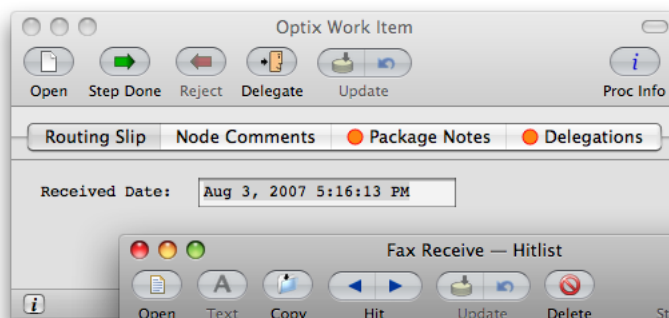 Optix Work Item
Open Step Done Reject Delegate Update Proc Info
Routing Slip Node Comments Package Notes Delegations
Received Date: Aug 3, 2007 5:16:13 PM
Fax Receive — Hitlist
Open Text Copy Hit Update Delete